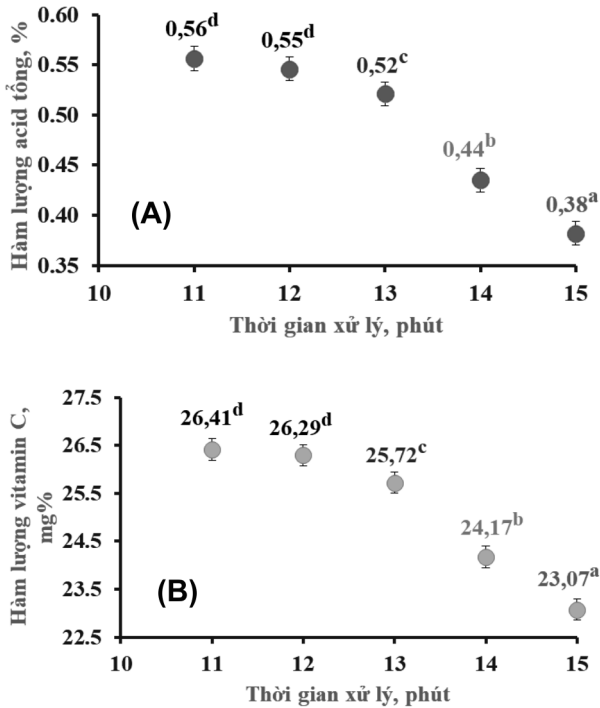 Hàm lượng acid tổng, %
0.60
0.55
0.50
0.45
0.40
0.35
0,56d
0,55d
0,52c
0,44b
0,38a
(A)
10 11 12 13 14 15
Thời gian xử lý, phút
Hàm lượng vitamin C,
mg%
27.5
26.5
25.5
24.5
23.5
22.5
26,41d
26,29d
25,72c
24,17b
23,07a
(B)
10 11 12 13 14 15
Thời gian xử lý, phút